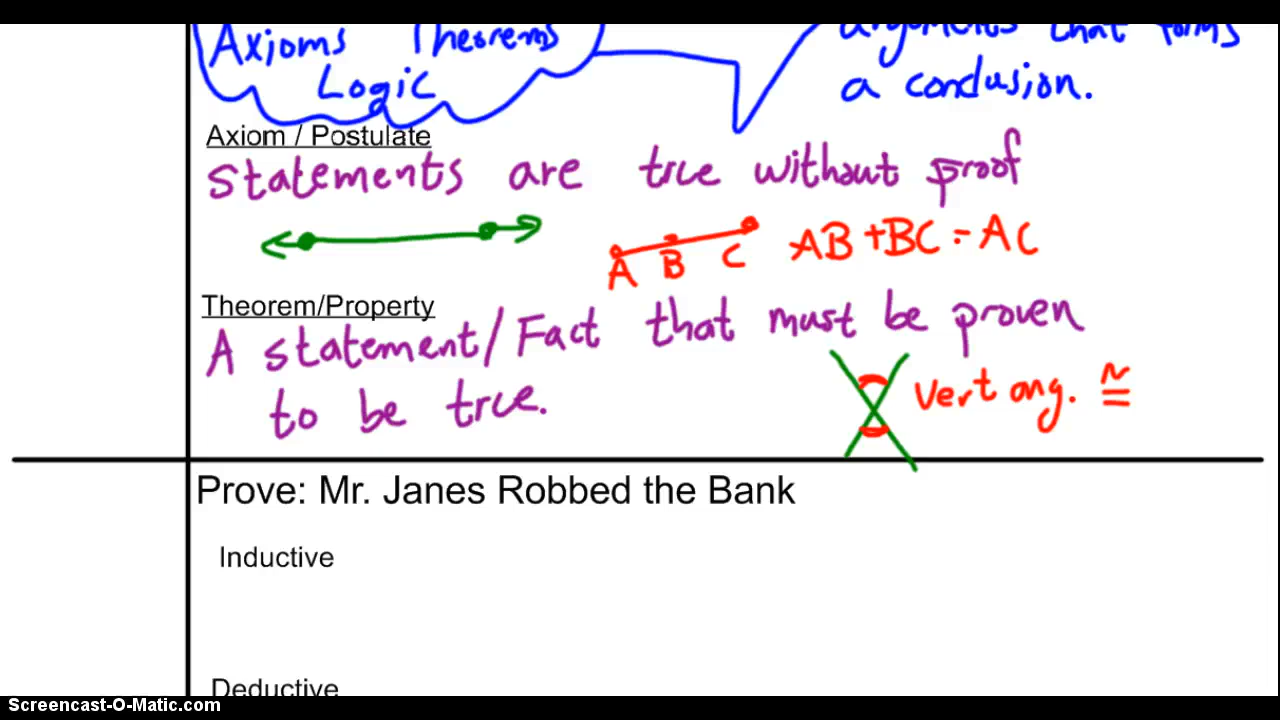 Axioms Theorems
Logic
arguments that forms
a conclusion.
Axiom / Postulate
Statements are true without proof
A B C AB + BC = AC
Theorem/Property
A statement/Fact that must be proven
to be true.
Vert ang. ≅
Prove: Mr. Janes Robbed the Bank
Inductive
Deductive
Screencast-O-Matic.com